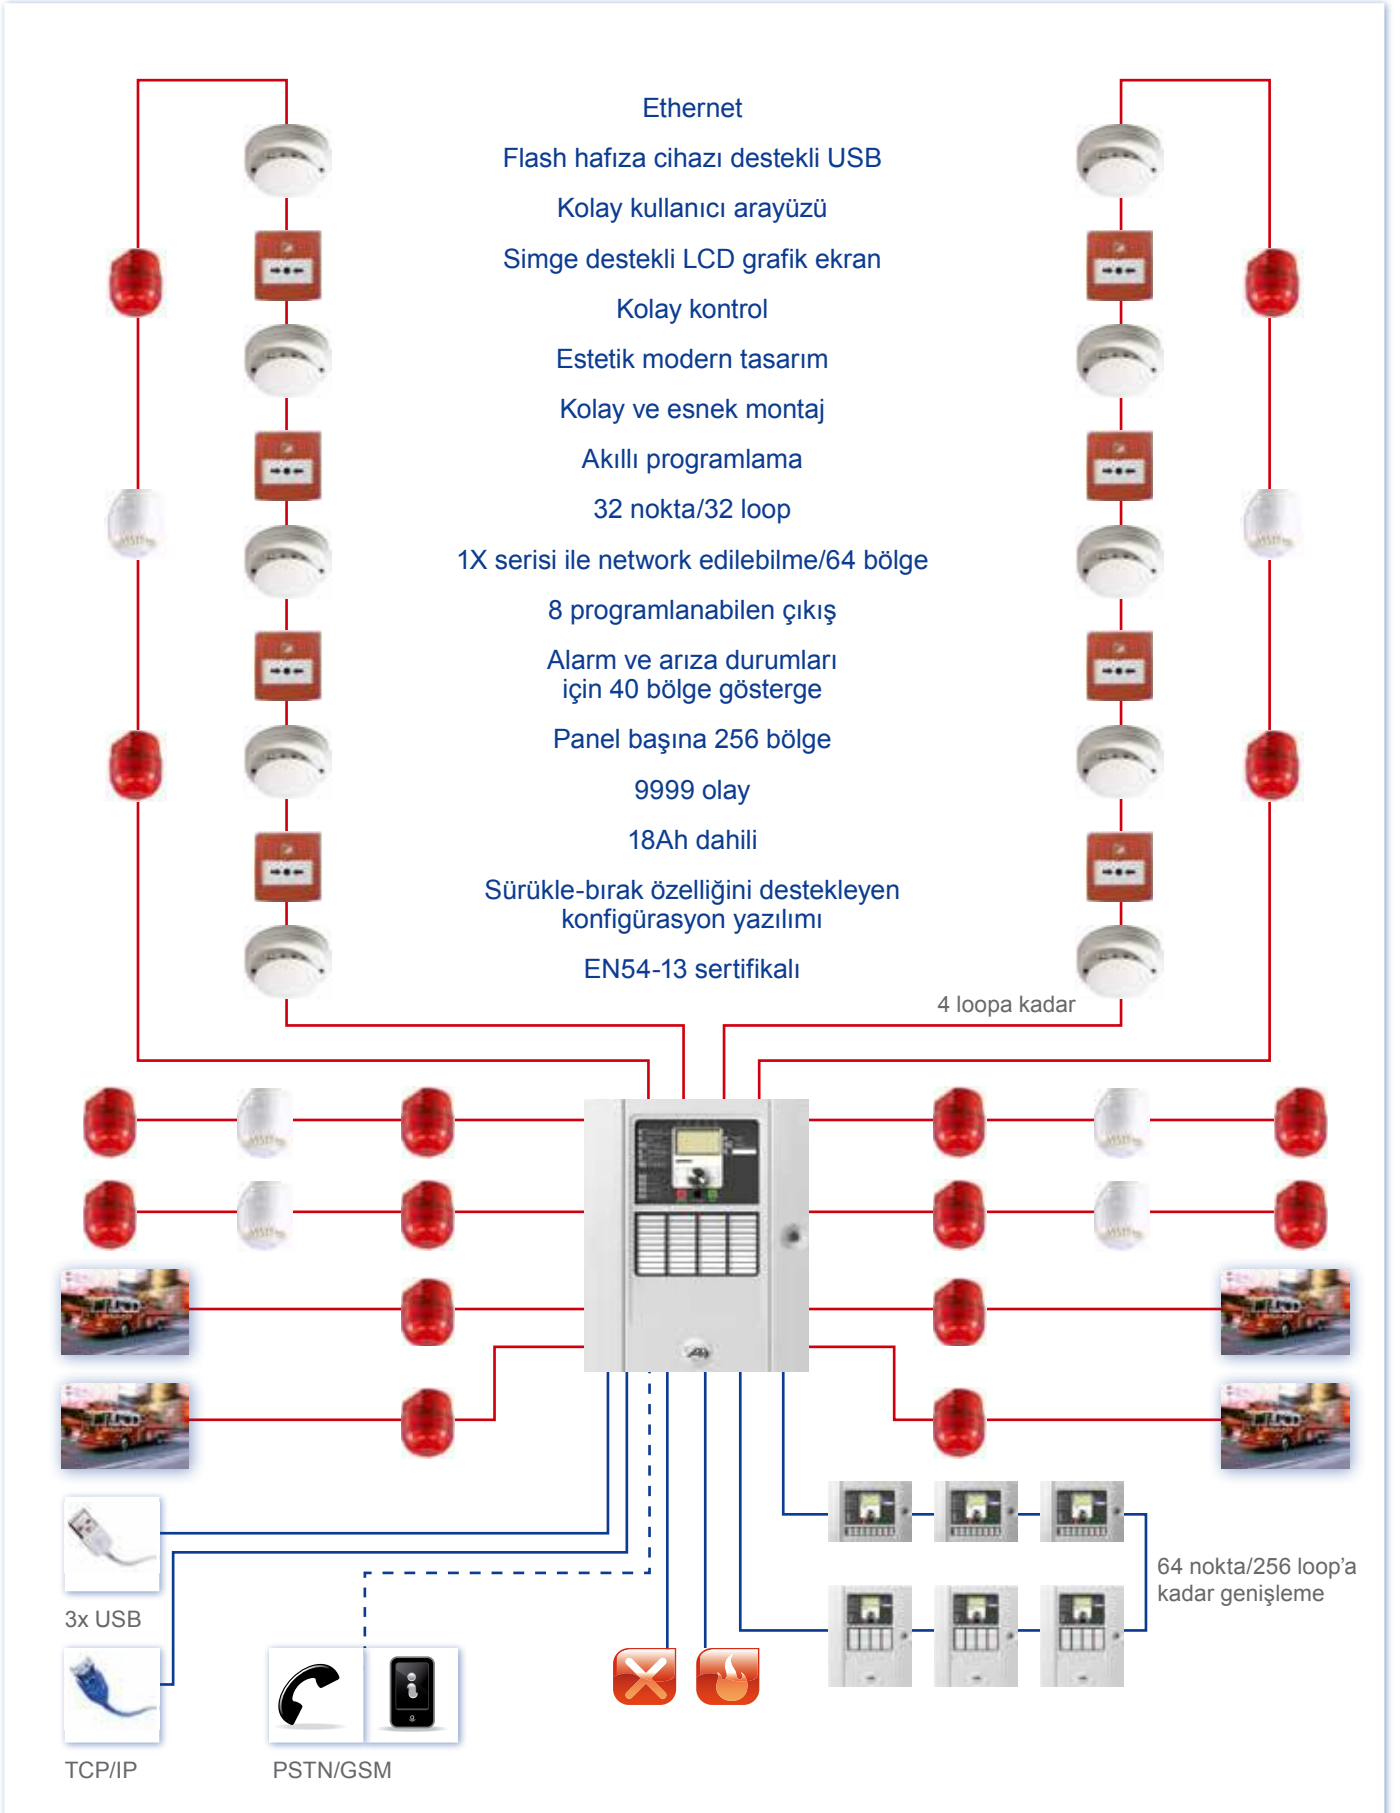 Ethernet
Flash hafıza cihazı destekli USB
Kolay kullanıcı arayüzü
Simge destekli LCD grafik ekran
Kolay kontrol
Estetik modern tasarım
Kolay ve esnek montaj
Akıllı programlama
32 nokta/32 loop
1X serisi ile network edilebilme/64 bölge
8 programlanabilen çıkış
Alarm ve arıza durumları
için 40 bölge gösterge
Panel başına 256 bölge
9999 olay
18Ah dahili
Sürükle-bırak özelliğini destekleyen
konfigürasyon yazılımı
EN54-13 sertifikalı
4 loopa kadar
64 nokta/256 loop'a
kadar genişleme
3x USB
TCP/IP
PSTN/GSM